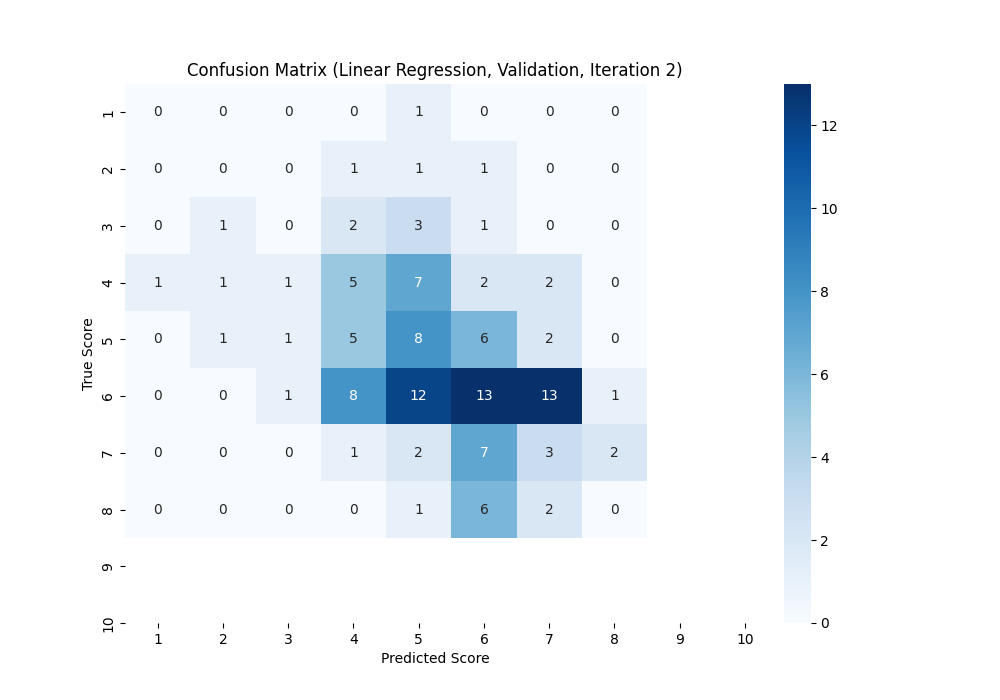 Confusion Matrix (Linear Regression, Validation, Iteration 2)
1 0 0 0 0 1 0 0 0
2 0 0 0 1 1 1 0 0
3 0 1 0 2 3 1 0 0
4 1 1 1 5 7 2 2 0
5 0 1 1 5 8 6 2 0
6 0 0 1 8 12 13 13 1
7 0 0 0 1 2 7 3 2
8 0 0 0 0 1 6 2 0
9
10
True Score
1 2 3 4 5 6 7 8 9 10
Predicted Score
12
10
8
6
4
2
0